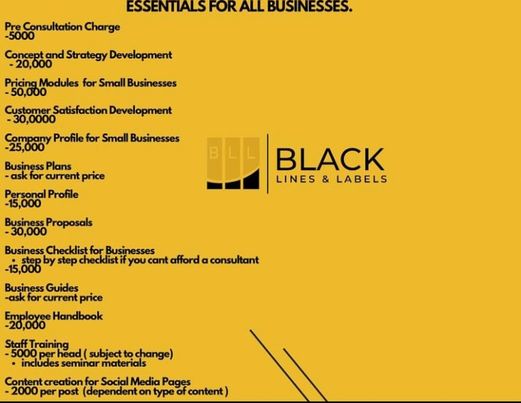 ESSENTIALS FOR ALL BUSINESSES.
Pre Consultation Charge
-5000
Concept and Strategy Development
- 20,000
Pricing Modules for Small Businesses
- 50,000
Customer Satisfaction Development
- 30,0000
Company Profile for Small Businesses
-25,000
Business Plans
- ask for current price
Personal Profile
-15,000
Business Proposals
- 30,000
Business Checklist for Businesses
• step by step checklist if you cant afford a consultant
-15,000
Business Guides
-ask for current price
Employee Handbook
-20,000
Staff Training
- 5000 per head ( subject to change)
• includes seminar materials
Content creation for Social Media Pages
- 2000 per post (dependent on type of content )
BLL
BLACK
LINES & LABELS